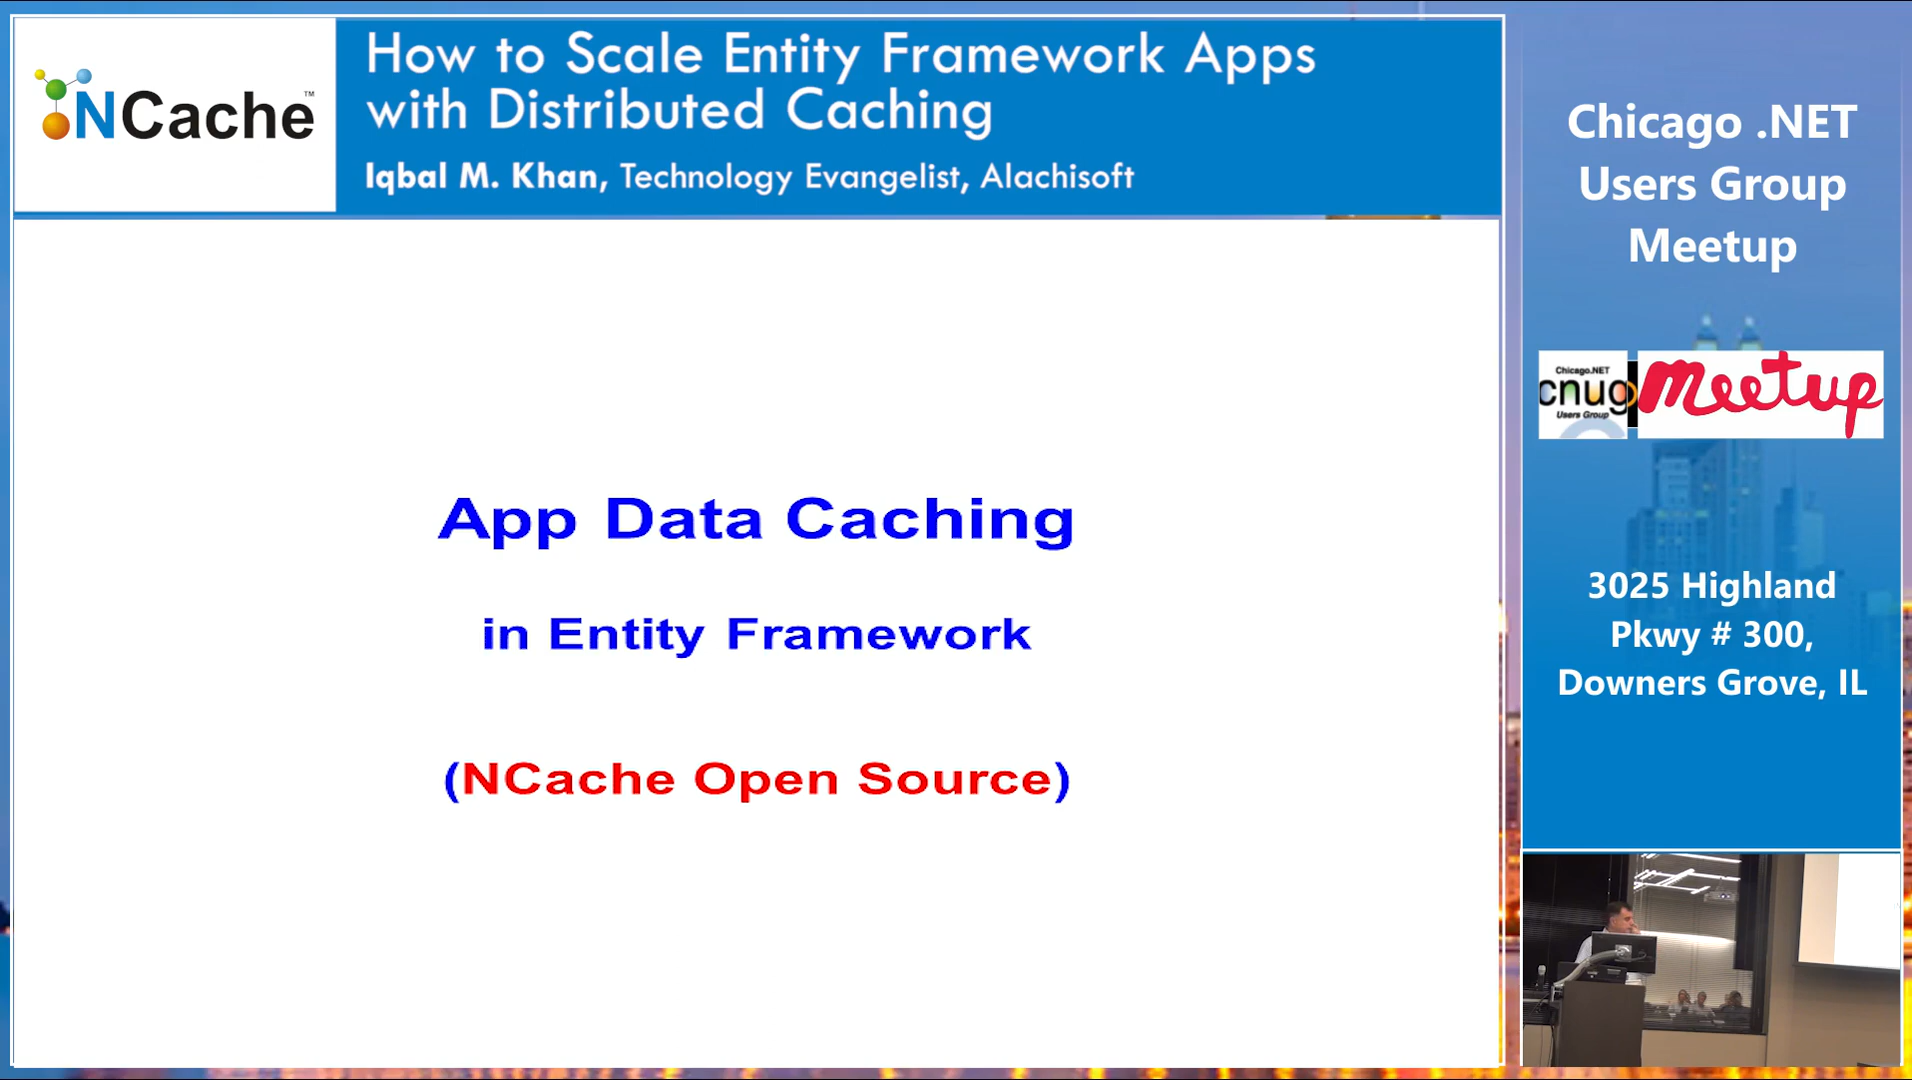 NCache™
How to Scale Entity Framework Apps
with Distributed Caching
Iqbal M. Khan, Technology Evangelist, Alachisoft
App Data Caching
in Entity Framework
(NCache Open Source)
Chicago .NET
Users Group
Meetup
Chicago.NET
cnug
Users Group
meetup
3025 Highland
Pkwy # 300,
Downers Grove, IL